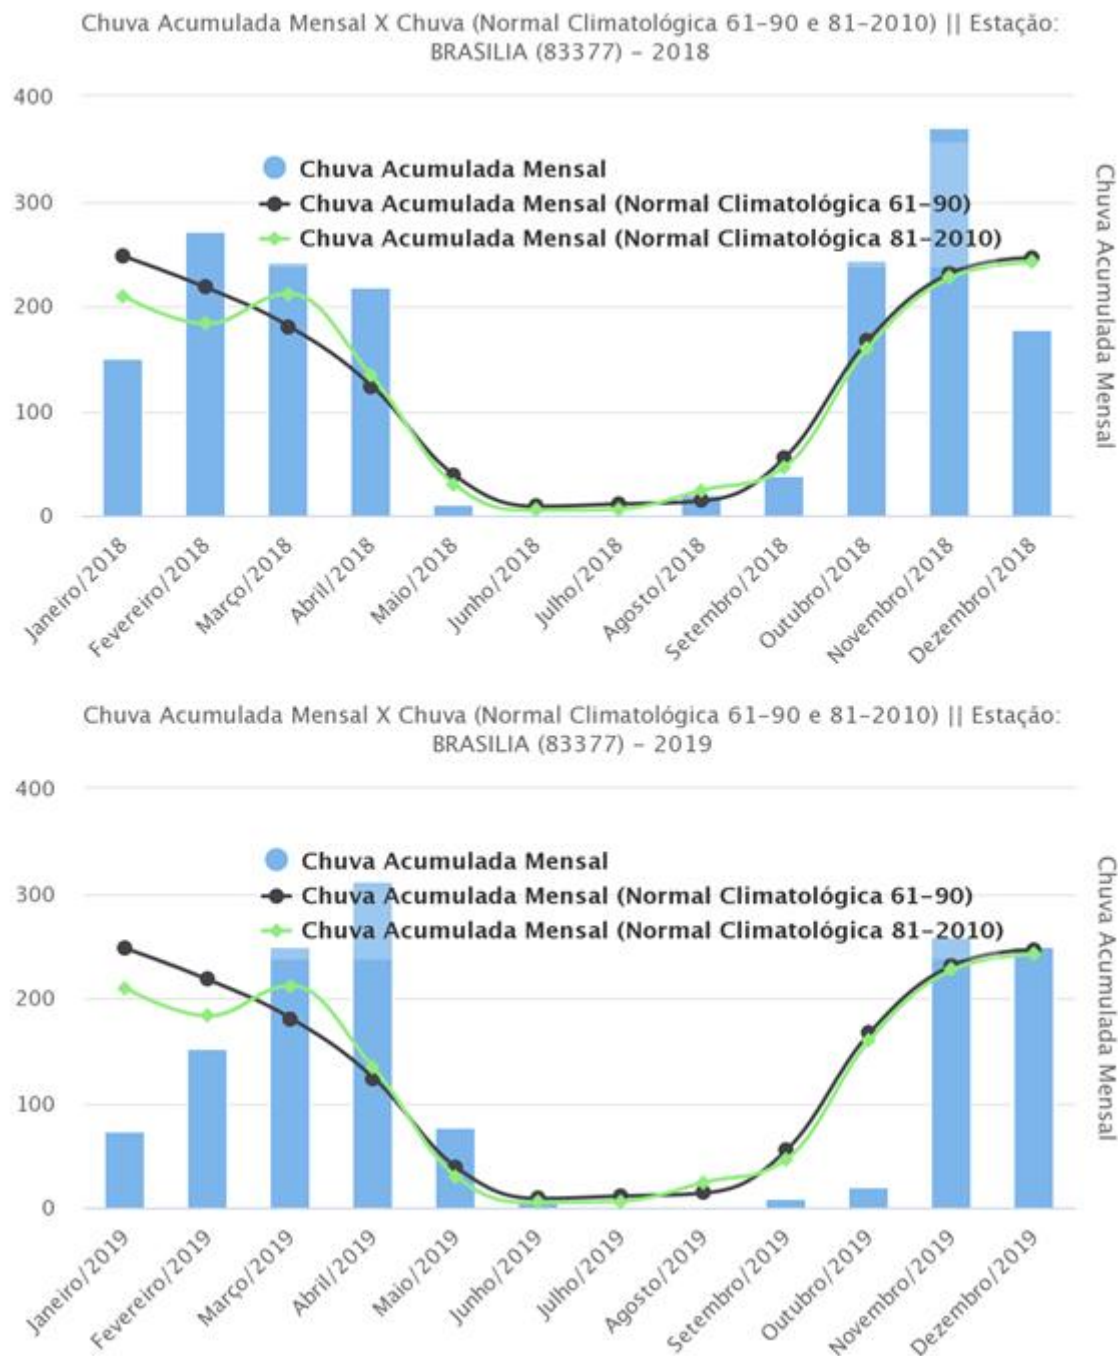 Chuva Acumulada Mensal X Chuva (Normal Climatológica 61-90 e 81-2010) || Estação:
BRASILIA (83377) - 2018
400
300
200
100
0
Chuva Acumulada Mensal
Chuva Acumulada Mensal (Normal Climatológica 61-90)
Chuva Acumulada Mensal (Normal Climatológica 81-2010)
Chuva Acumulada Mensal
Janeiro/2018
Fevereiro/2018
Março/2018
Abril/2018
Maio/2018
Junho/2018
Julho/2018
Agosto/2018
Setembro/2018
Outubro/2018
Novembro/2018
Dezembro/2018
Chuva Acumulada Mensal X Chuva (Normal Climatológica 61-90 e 81-2010) || Estação:
BRASILIA (83377) - 2019
400
300
200
100
0
Chuva Acumulada Mensal
Chuva Acumulada Mensal (Normal Climatológica 61-90)
Chuva Acumulada Mensal (Normal Climatológica 81-2010)
Chuva Acumulada Mensal
Janeiro/2019
Fevereiro/2019
Março/2019
Abril/2019
Maio/2019
Junho/2019
Julho/2019
Agosto/2019
Setembro/2019
Outubro/2019
Novembro/2019
Dezembro/2019